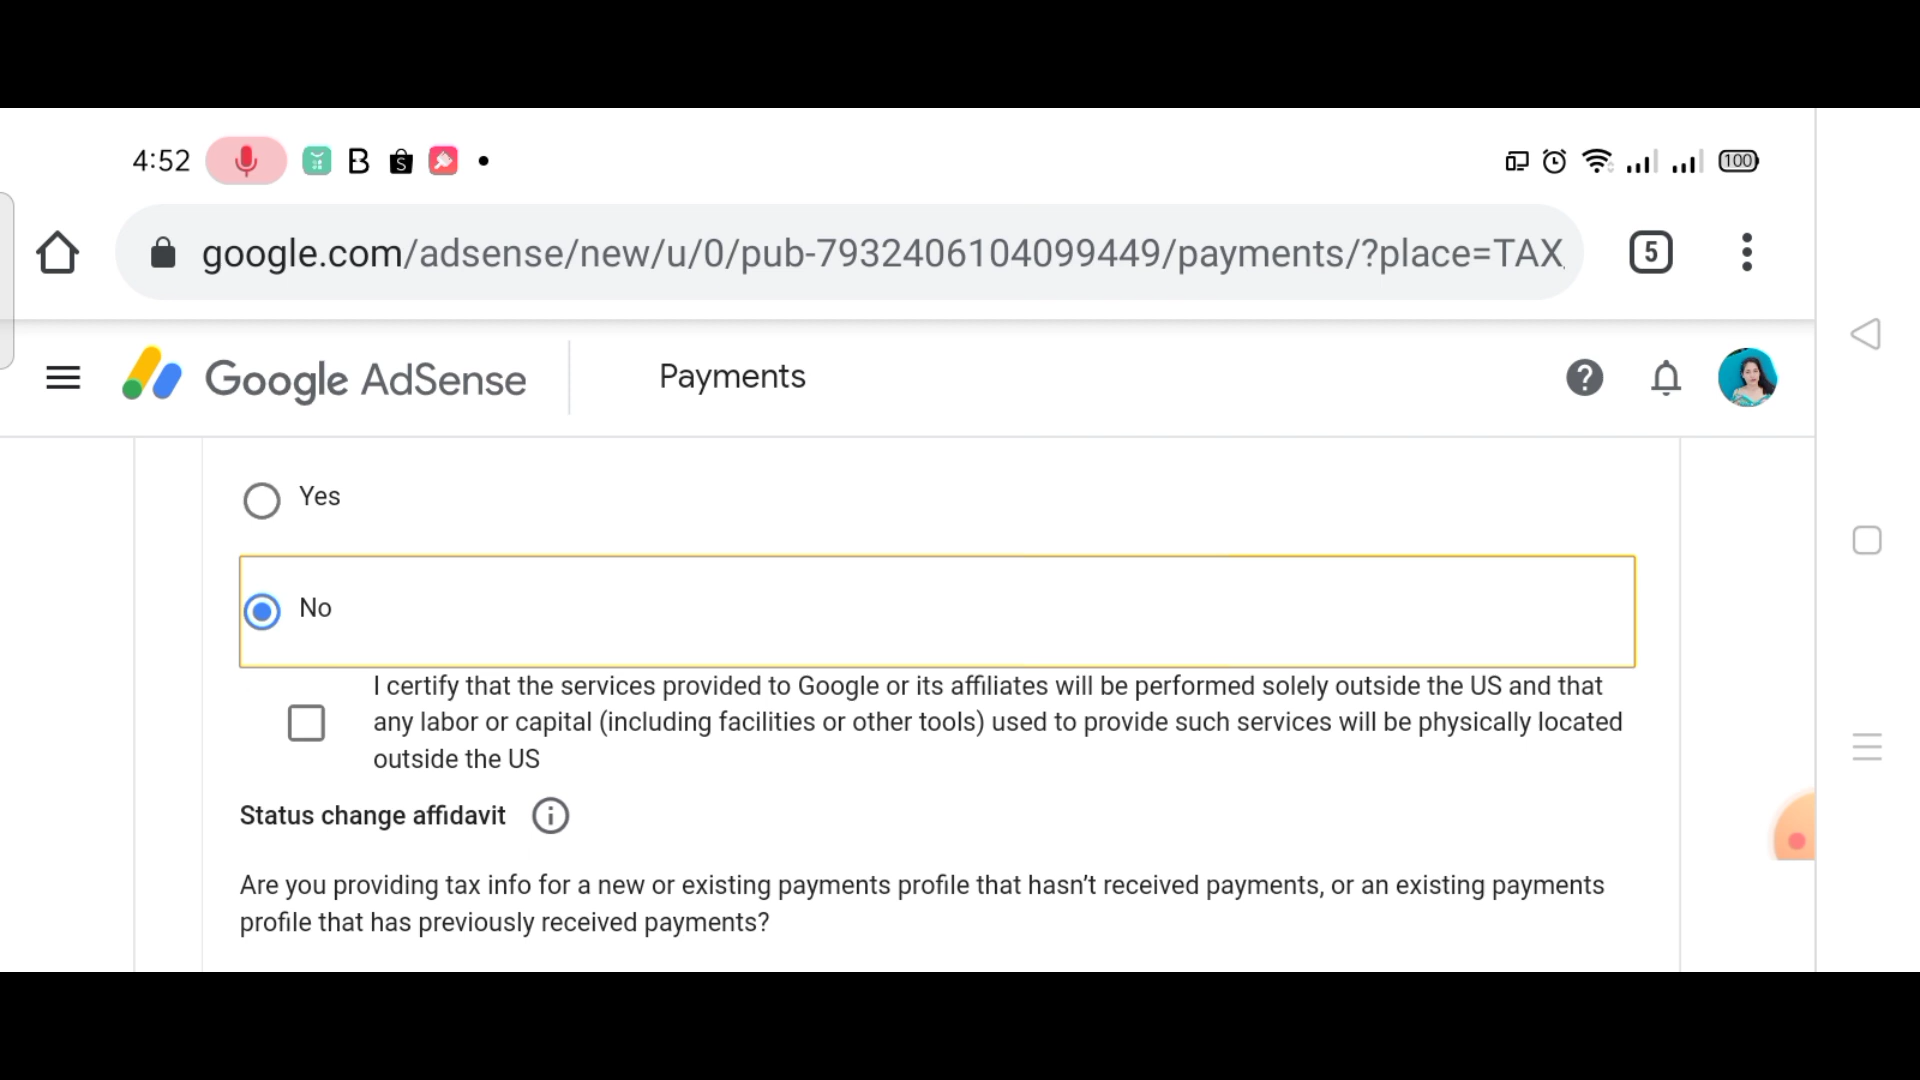 4:52
B
S
100
google.com/adsense/new/u/0/pub-7932406104099449/payments/?place=TAX
5
Google AdSense
Payments
?
Yes
No
I certify that the services provided to Google or its affiliates will be performed solely outside the US and that
any labor or capital (including facilities or other tools) used to provide such services will be physically located
outside the US
Status change affidavit
Are you providing tax info for a new or existing payments profile that hasn’t received payments, or an existing payments
profile that has previously received payments?